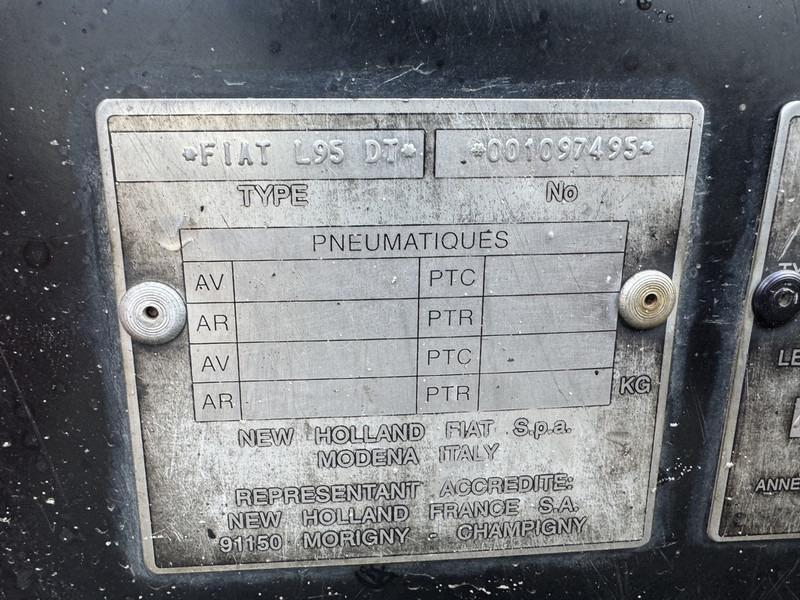 *FIAT L95 DT* *001097495*
TYPE No
PNEUMATIQUES
AV PTC
AR PTR
AV PTC
AR PTR KG
NEW HOLLAND FIAT S.p.a.
MODENA ITALY
REPRESENTANT ACCREDITE:
NEW HOLLAND FRANCE S.A.
91150 MORIGNY - CHAMPIGNY